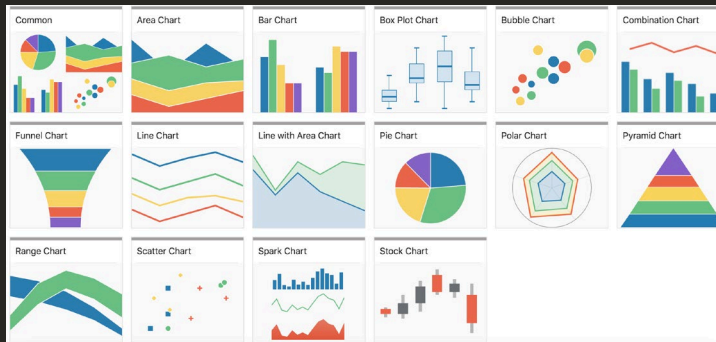 Common
Area Chart
Bar Chart
Box Plot Chart
Bubble Chart
Combination Chart
Funnel Chart
Line Chart
Line with Area Chart
Pie Chart
Polar Chart
Pyramid Chart
Range Chart
Scatter Chart
Spark Chart
Stock Chart